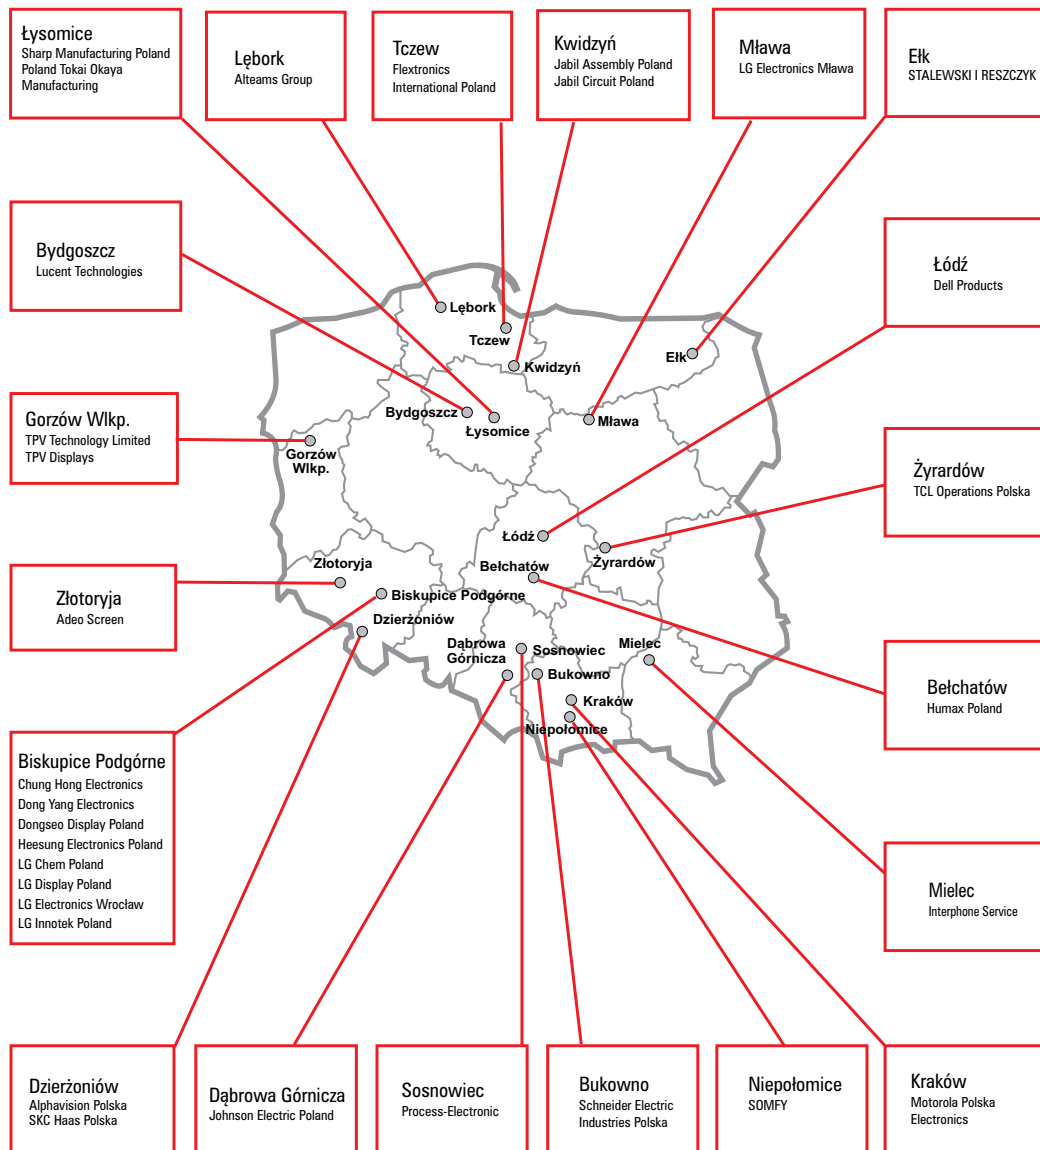 Łysomice
Sharp Manufacturing Poland
Poland Tokai Okaya
Manufacturing
Lębork
Alteams Group
Tczew
Flextronics
International Poland
Kwidzyń
Jabil Assembly Poland
Jabil Circuit Poland
Mława
LG Electronics Mława
Ełk
STALEWSKI I RESZCZYK
Bydgoszcz
Lucent Technologies
Łódź
Dell Products
Gorzów Wlkp.
TPV Technology Limited
TPV Displays
Żyrardów
TCL Operations Polska
Złotoryja
Adeo Screen
Bełchatów
Humax Poland
Biskupice Podgórne
Chung Hong Electronics
Dong Yang Electronics
Dongseo Display Poland
Heesung Electronics Poland
LG Chem Poland
LG Display Poland
LG Electronics Wrocław
LG Innotek Poland
Mielec
Interphone Service
Dzierżoniów
Alphavision Polska
SKC Haas Polska
Dąbrowa Górnicza
Johnson Electric Poland
Sosnowiec
Process-Electronic
Bukowno
Schneider Electric
Industries Polska
Niepołomice
SOMFY
Kraków
Motorola Polska
Electronics
Lębork
Tczew
Kwidzyń
Ełk
Bydgoszcz
Łysomice
Mława
Gorzów
Wlkp.
Łódź
Żyrardów
Bełchatów
Złotoryja
Biskupice Podgórne
Dzierżoniów
Dąbrowa
Górnicza
Sosnowiec
Mielec
Bukowno
Kraków
Niepołomice